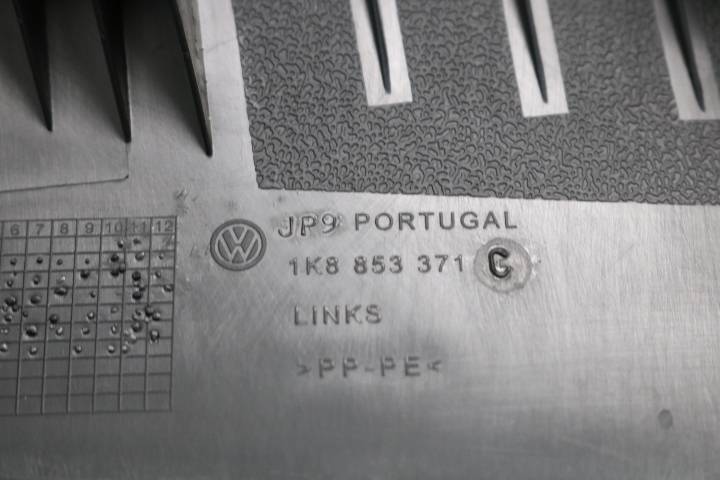 6 7 8 9 10 11 12
JP9 PORTUGAL
1K8 853 371 C
LINKS
>PP-PE<